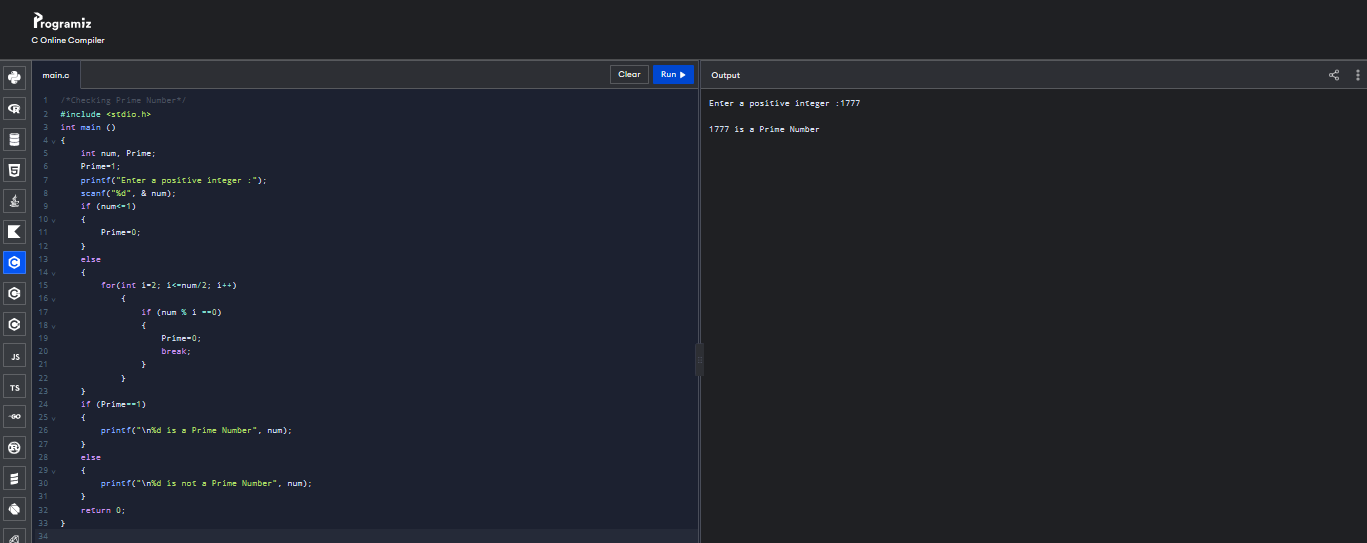 Programiz
C Online Compiler
main.c
Clear
Run
Output
1 /*Checking Prime Number*/
2 #include <stdio.h>
3 int main ()
4 {
5 int num, Prime;
6 Prime=1;
7 printf("Enter a positive integer :");
8 scanf("%d", & num);
9 if (num<=1)
10 {
11 Prime=0;
12 }
13 else
14 {
15 for(int i=2; i<=num/2; i++)
16 {
17 if (num % i ==0)
18 {
19 Prime=0;
20 break;
21 }
22 }
23 }
24 if (Prime==1)
25 {
26 printf("\n%d is a Prime Number", num);
27 }
28 else
29 {
30 printf("\n%d is not a Prime Number", num);
31 }
32 return 0;
33 }
34
Enter a positive integer :1777
1777 is a Prime Number
JS
TS
GO